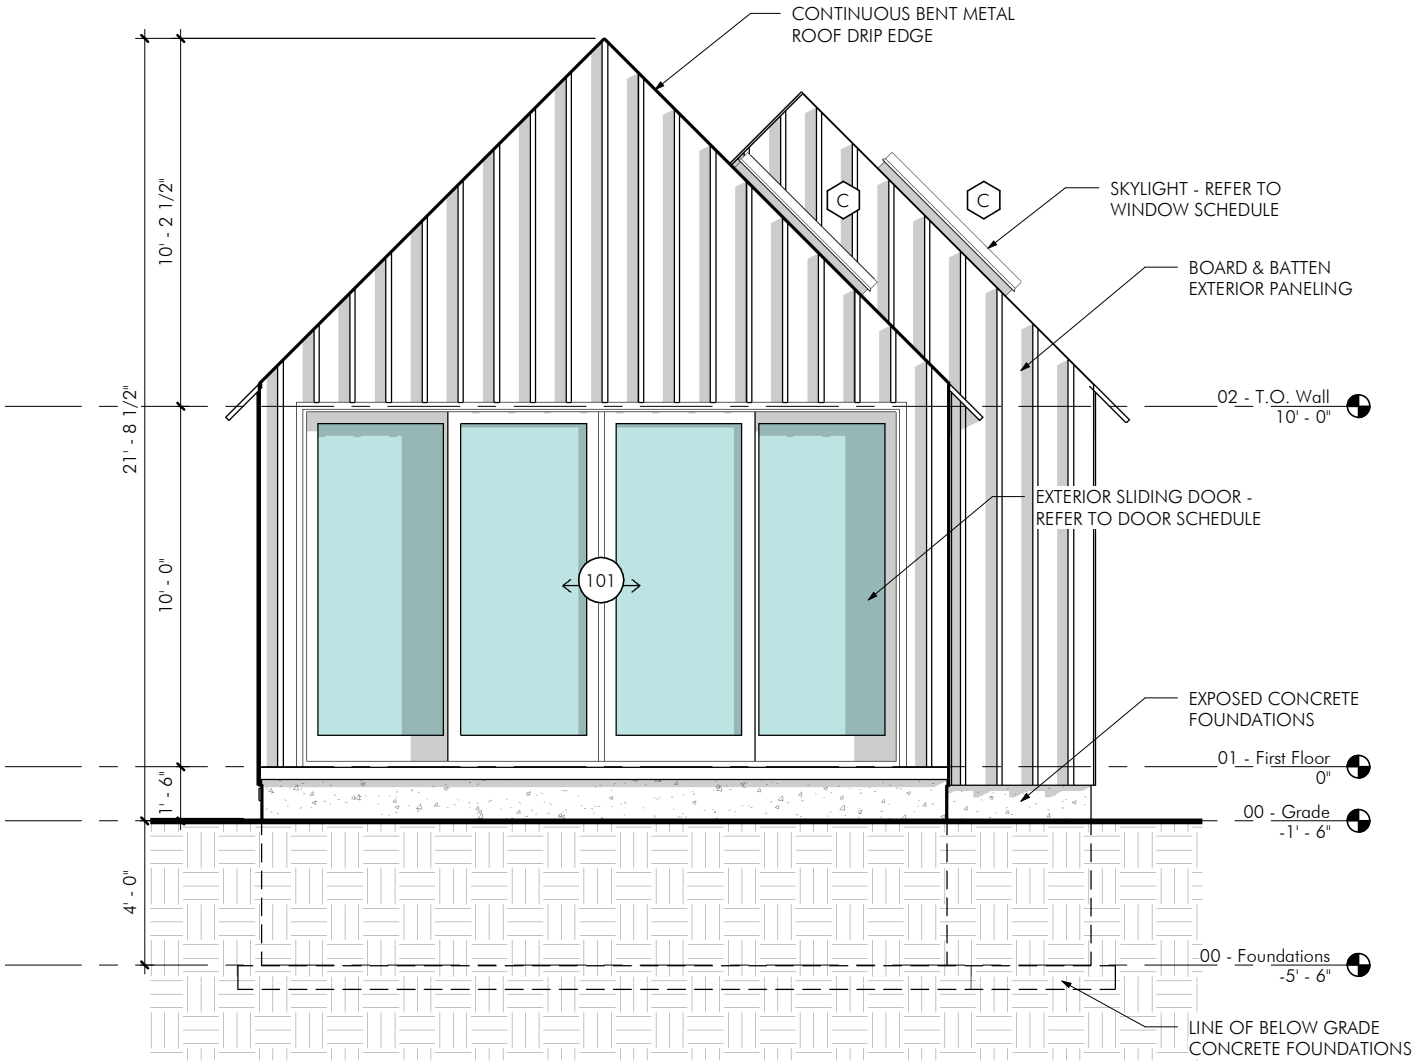 CONTINUOUS BENT METAL
ROOF DRIP EDGE
SKYLIGHT - REFER TO
WINDOW SCHEDULE
C
C
BOARD & BATTEN
EXTERIOR PANELING
10' - 2 1/2"
21' - 8 1/2"
02 - T.O. Wall
10' - 0"
EXTERIOR SLIDING DOOR -
REFER TO DOOR SCHEDULE
10' - 0"
101
EXPOSED CONCRETE
FOUNDATIONS
01 - First Floor
0"
1' - 6"
00 - Grade
-1' - 6"
4' - 0"
00 - Foundations
-5' - 6"
LINE OF BELOW GRADE
CONCRETE FOUNDATIONS